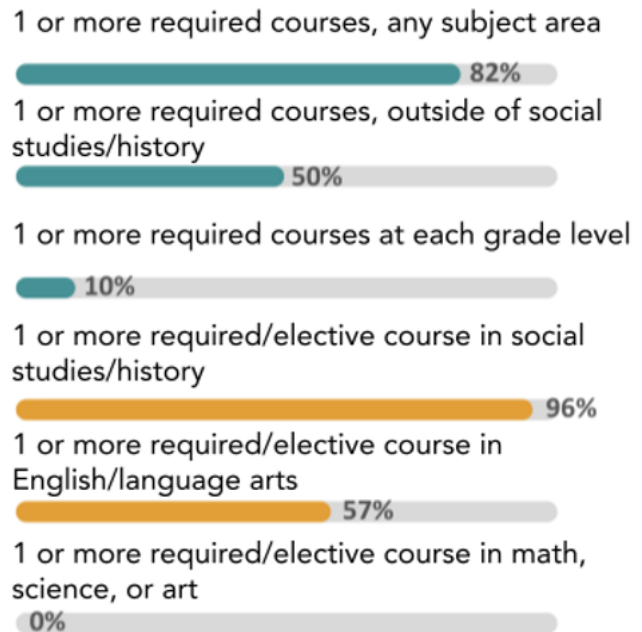 1 or more required courses, any subject area
82%
1 or more required courses, outside of social
studies/history
50%
1 or more required courses at each grade level
10%
1 or more required/elective course in social
studies/history
96%
1 or more required/elective course in
English/language arts
57%
1 or more required/elective course in math,
science, or art
0%